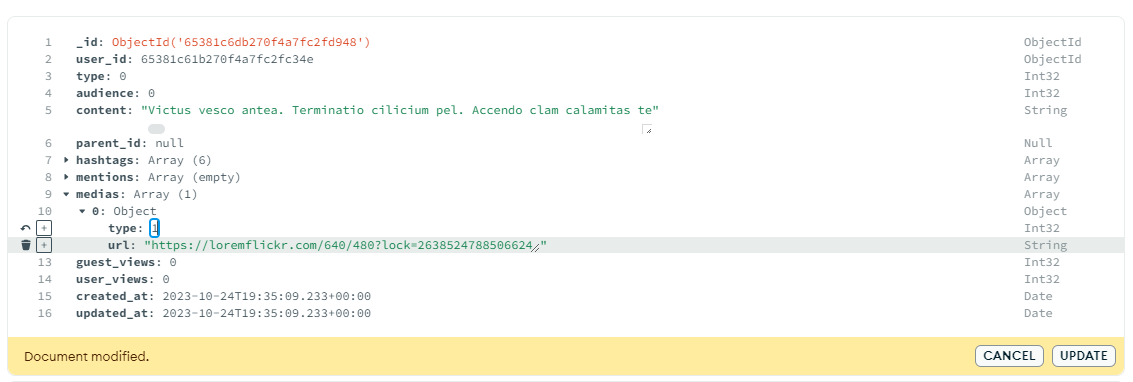 1 _id: ObjectId('65381c6db270f4a7fc2fd948') ObjectId
2 user_id: 65381c61b270f4a7fc2fc34e ObjectId
3 type: 0 Int32
4 audience: 0 Int32
5 content: "Victus vesco antea. Terminatio cilicium pel. Accendo clam calamitas te" String
6 parent_id: null Null
7 hashtags: Array (6) Array
8 mentions: Array (empty) Array
9 medias: Array (1) Array
10 0: Object Object
+ type: 1 Int32
+ url: "https://loremflickr.com/640/480?lock=2638524788506624" String
13 guest_views: 0 Int32
14 user_views: 0 Int32
15 created_at: 2023-10-24T19:35:09.233+00:00 Date
16 updated_at: 2023-10-24T19:35:09.233+00:00 Date
Document modified. CANCEL UPDATE